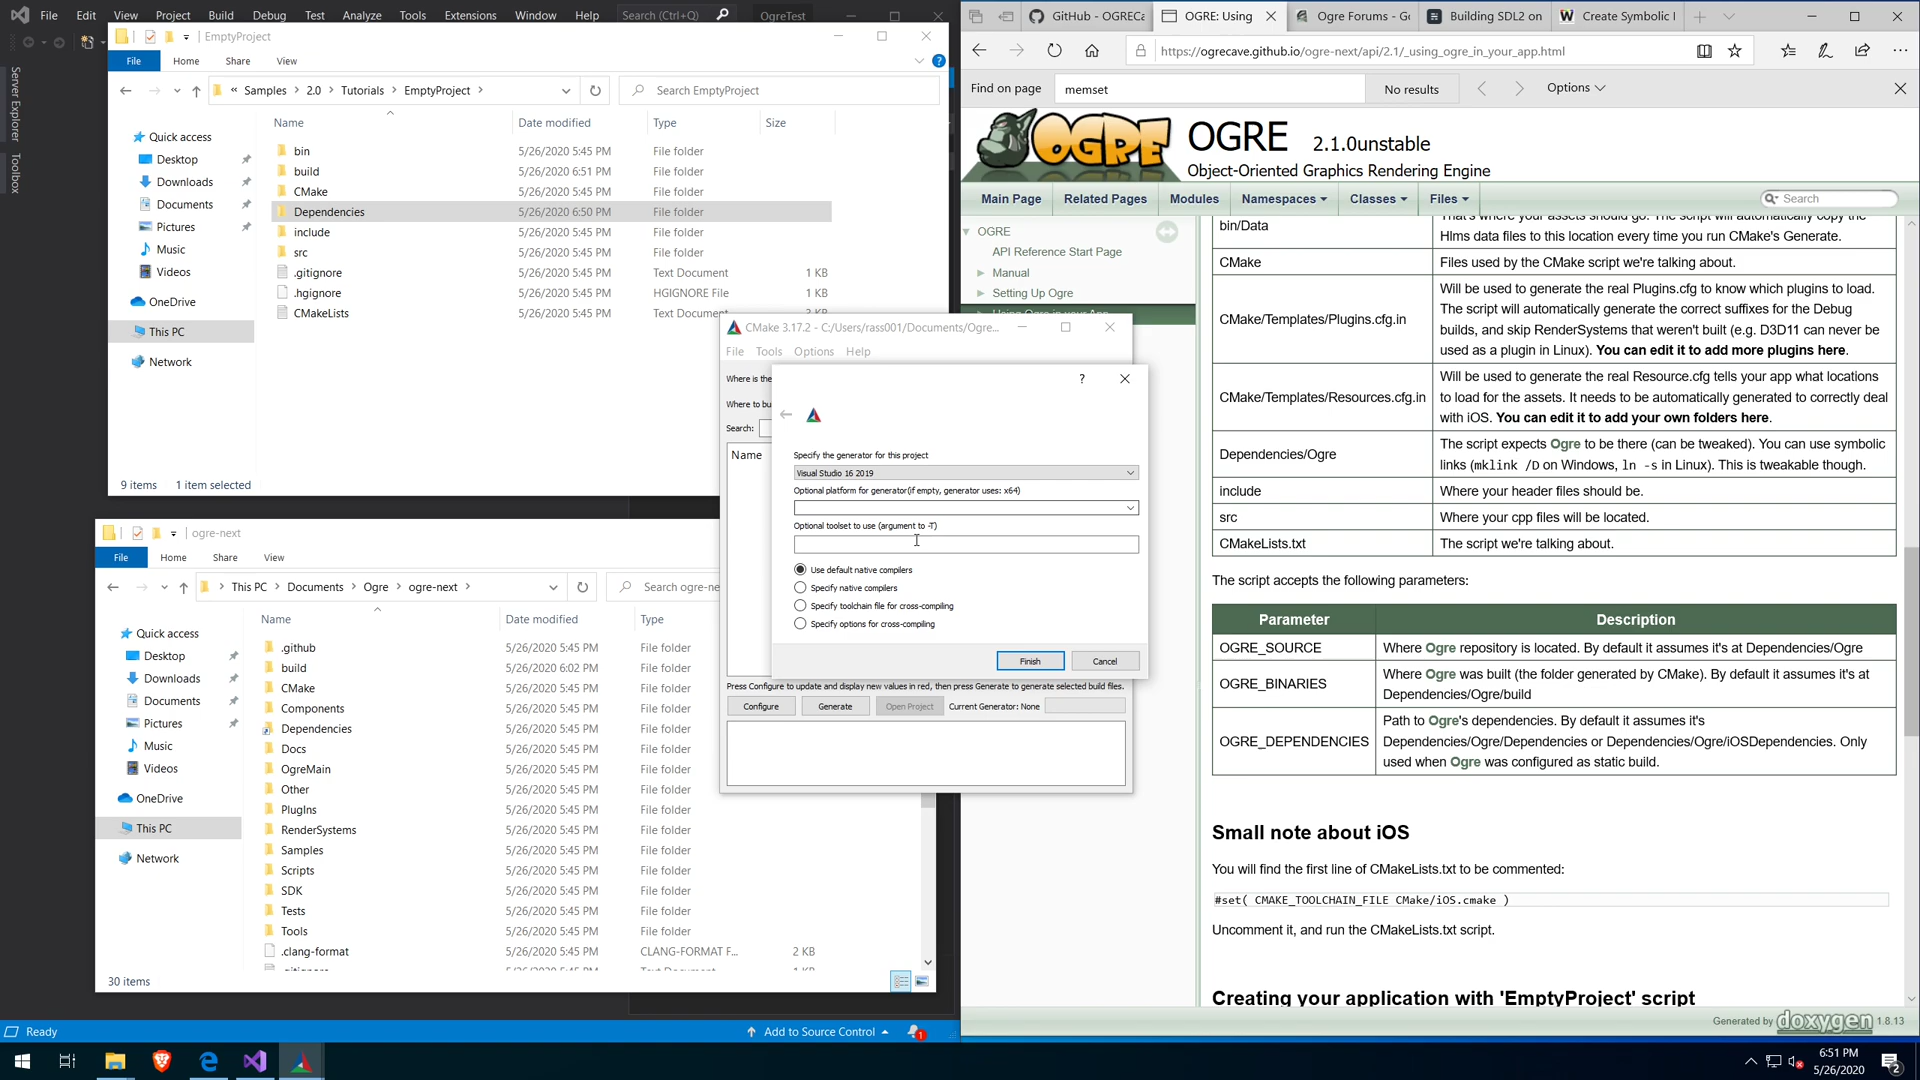 File Edit View Project Build Debug Test Analyze Tools Extensions Window Help Search (Ctrl+Q) OgreTest
Server Explorer
Toolbox
EmptyProject
File Home Share View
« Samples > 2.0 > Tutorials > EmptyProject >
Search EmptyProject
Name Date modified Type Size
Quick access
Desktop
Downloads
Documents
Pictures
Music
Videos
OneDrive
This PC
Network
bin 5/26/2020 5:45 PM File folder
build 5/26/2020 6:51 PM File folder
CMake 5/26/2020 5:45 PM File folder
Dependencies 5/26/2020 6:50 PM File folder
include 5/26/2020 5:45 PM File folder
src 5/26/2020 5:45 PM File folder
.gitignore 5/26/2020 5:45 PM Text Document 1 KB
.hgignore 5/26/2020 5:45 PM HGIGNORE File 1 KB
CMakeLists 5/26/2020 5:45 PM Text Document
9 items 1 item selected
ogre-next
File Home Share View
This PC > Documents > Ogre > ogre-next >
Search ogre-ne
Name Date modified Type
Quick access
Desktop
Downloads
Documents
Pictures
Music
Videos
OneDrive
This PC
Network
.github 5/26/2020 5:45 PM File folder
build 5/26/2020 6:02 PM File folder
CMake 5/26/2020 5:45 PM File folder
Components 5/26/2020 5:45 PM File folder
Dependencies 5/26/2020 5:45 PM File folder
Docs 5/26/2020 5:45 PM File folder
OgreMain 5/26/2020 5:45 PM File folder
Other 5/26/2020 5:45 PM File folder
PlugIns 5/26/2020 5:45 PM File folder
RenderSystems 5/26/2020 5:45 PM File folder
Samples 5/26/2020 5:45 PM File folder
Scripts 5/26/2020 5:45 PM File folder
SDK 5/26/2020 5:45 PM File folder
Tests 5/26/2020 5:45 PM File folder
Tools 5/26/2020 5:45 PM File folder
.clang-format 5/26/2020 5:45 PM CLANG-FORMAT F... 2 KB
30 items
CMake 3.17.2 - C:/Users/rass001/Documents/Ogre...
File Tools Options Help
Where is the
Where to bu
Search:
Name
Specify the generator for this project
Visual Studio 16 2019
Optional platform for generator(if empty, generator uses: x64)
Optional toolset to use (argument to -T)
Use default native compilers
Specify native compilers
Specify toolchain file for cross-compiling
Specify options for cross-compiling
Finish Cancel
Press Configure to update and display new values in red, then press Generate to generate selected build files.
Configure Generate Open Project Current Generator: None
Ready
Add to Source Control
1
GitHub - OGRECa
OGRE: Using
Ogre Forums - Go
Building SDL2 on
Create Symbolic l
https://ogrecave.github.io/ogre-next/api/2.1/_using_ogre_in_your_app.html
Find on page memset No results Options
OGRE
OGRE 2.1.0unstable
Object-Oriented Graphics Rendering Engine
Main Page Related Pages Modules Namespaces Classes Files Search
OGRE
API Reference Start Page
Manual
Setting Up Ogre
bin/Data That's where your assets should go. The script will automatically copy the
Hlms data files to this location every time you run CMake's Generate.
CMake Files used by the CMake script we're talking about.
CMake/Templates/Plugins.cfg.in Will be used to generate the real Plugins.cfg to know which plugins to load.
The script will automatically generate the correct suffixes for the Debug
builds, and skip RenderSystems that weren't built (e.g. D3D11 can never be
used as a plugin in Linux). You can edit it to add more plugins here.
CMake/Templates/Resources.cfg.in Will be used to generate the real Resource.cfg tells your app what locations
to load for the assets. It needs to be automatically generated to correctly deal
with iOS. You can edit it to add your own folders here.
Dependencies/Ogre The script expects Ogre to be there (can be tweaked). You can use symbolic
links (mklink /D on Windows, ln -s in Linux). This is tweakable though.
include Where your header files should be.
src Where your cpp files will be located.
CMakeLists.txt The script we're talking about.
The script accepts the following parameters:
Parameter Description
OGRE_SOURCE Where Ogre repository is located. By default it assumes it's at Dependencies/Ogre
OGRE_BINARIES Where Ogre was built (the folder generated by CMake). By default it assumes it's at
Dependencies/Ogre/build
OGRE_DEPENDENCIES Path to Ogre's dependencies. By default it assumes it's
Dependencies/Ogre/Dependencies or Dependencies/Ogre/iOSDependencies. Only
used when Ogre was configured as static build.
Small note about iOS
You will find the first line of CMakeLists.txt to be commented:
#set( CMAKE_TOOLCHAIN_FILE CMake/iOS.cmake )
Uncomment it, and run the CMakeLists.txt script.
Creating your application with 'EmptyProject' script
Generated by doxygen 1.8.13
6:51 PM
5/26/2020
2